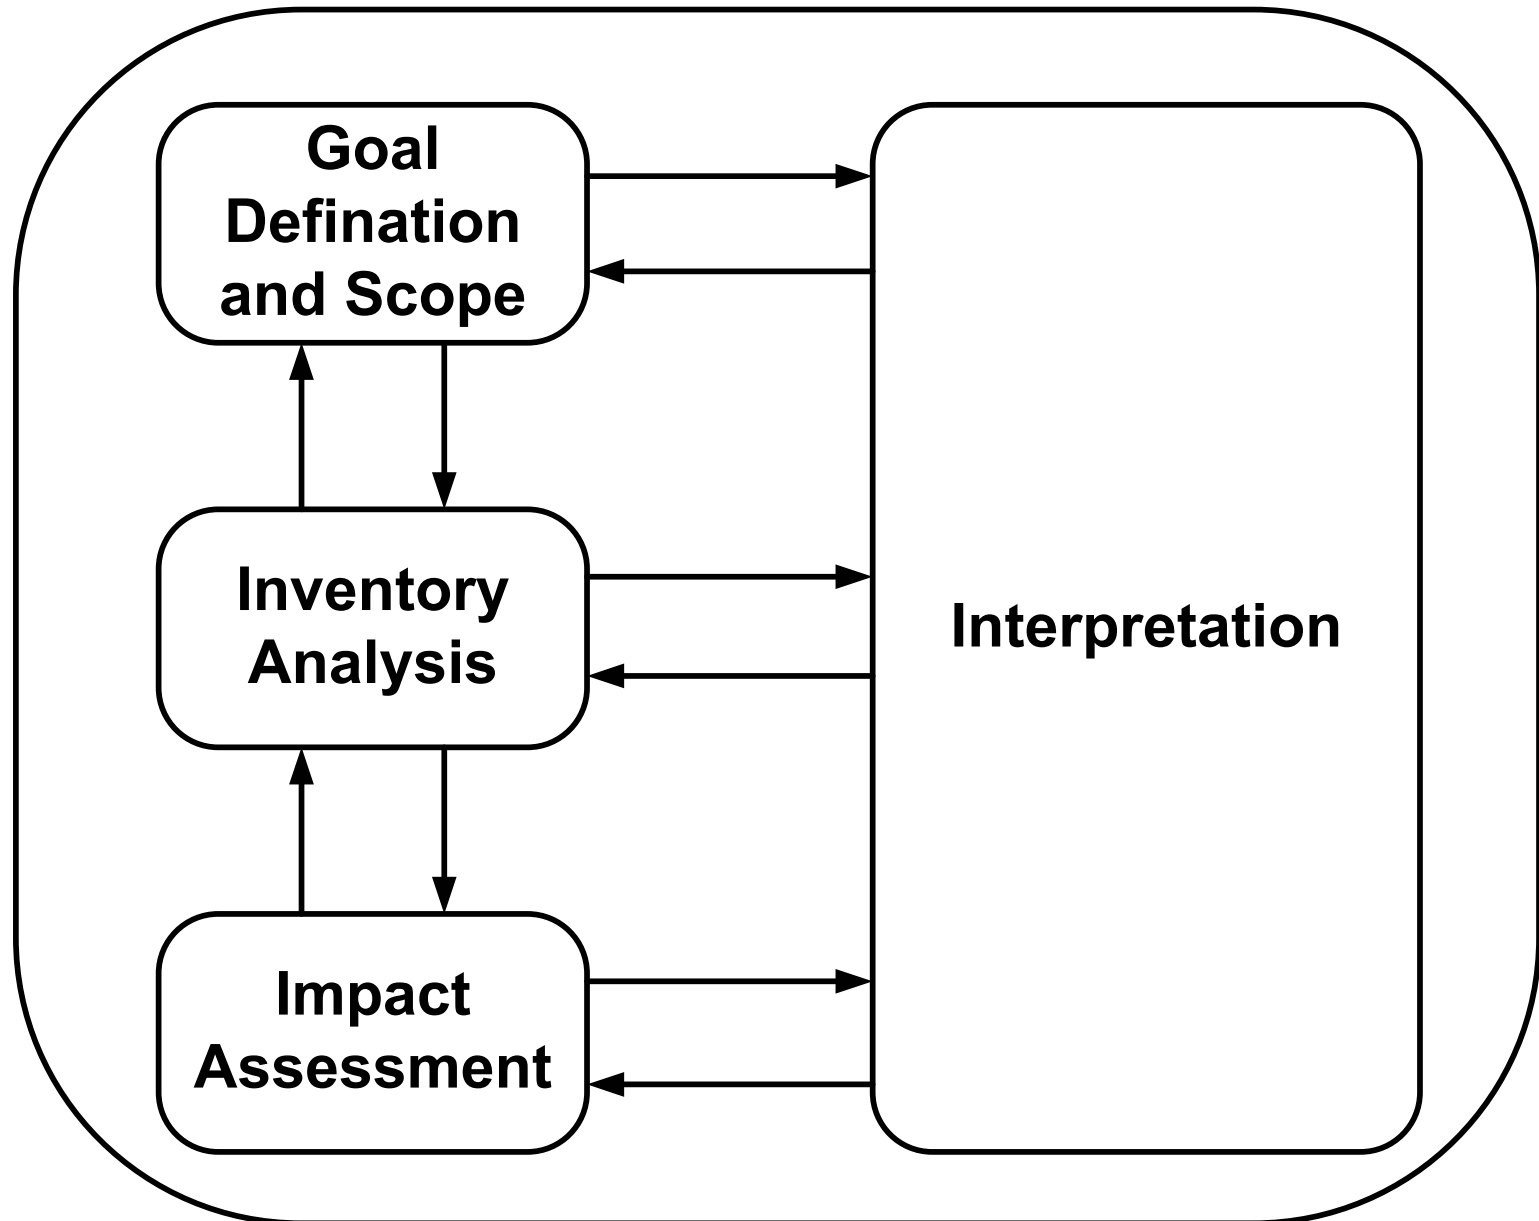 Goal
Defination
and Scope
Inventory
Analysis
Impact
Assessment
Interpretation